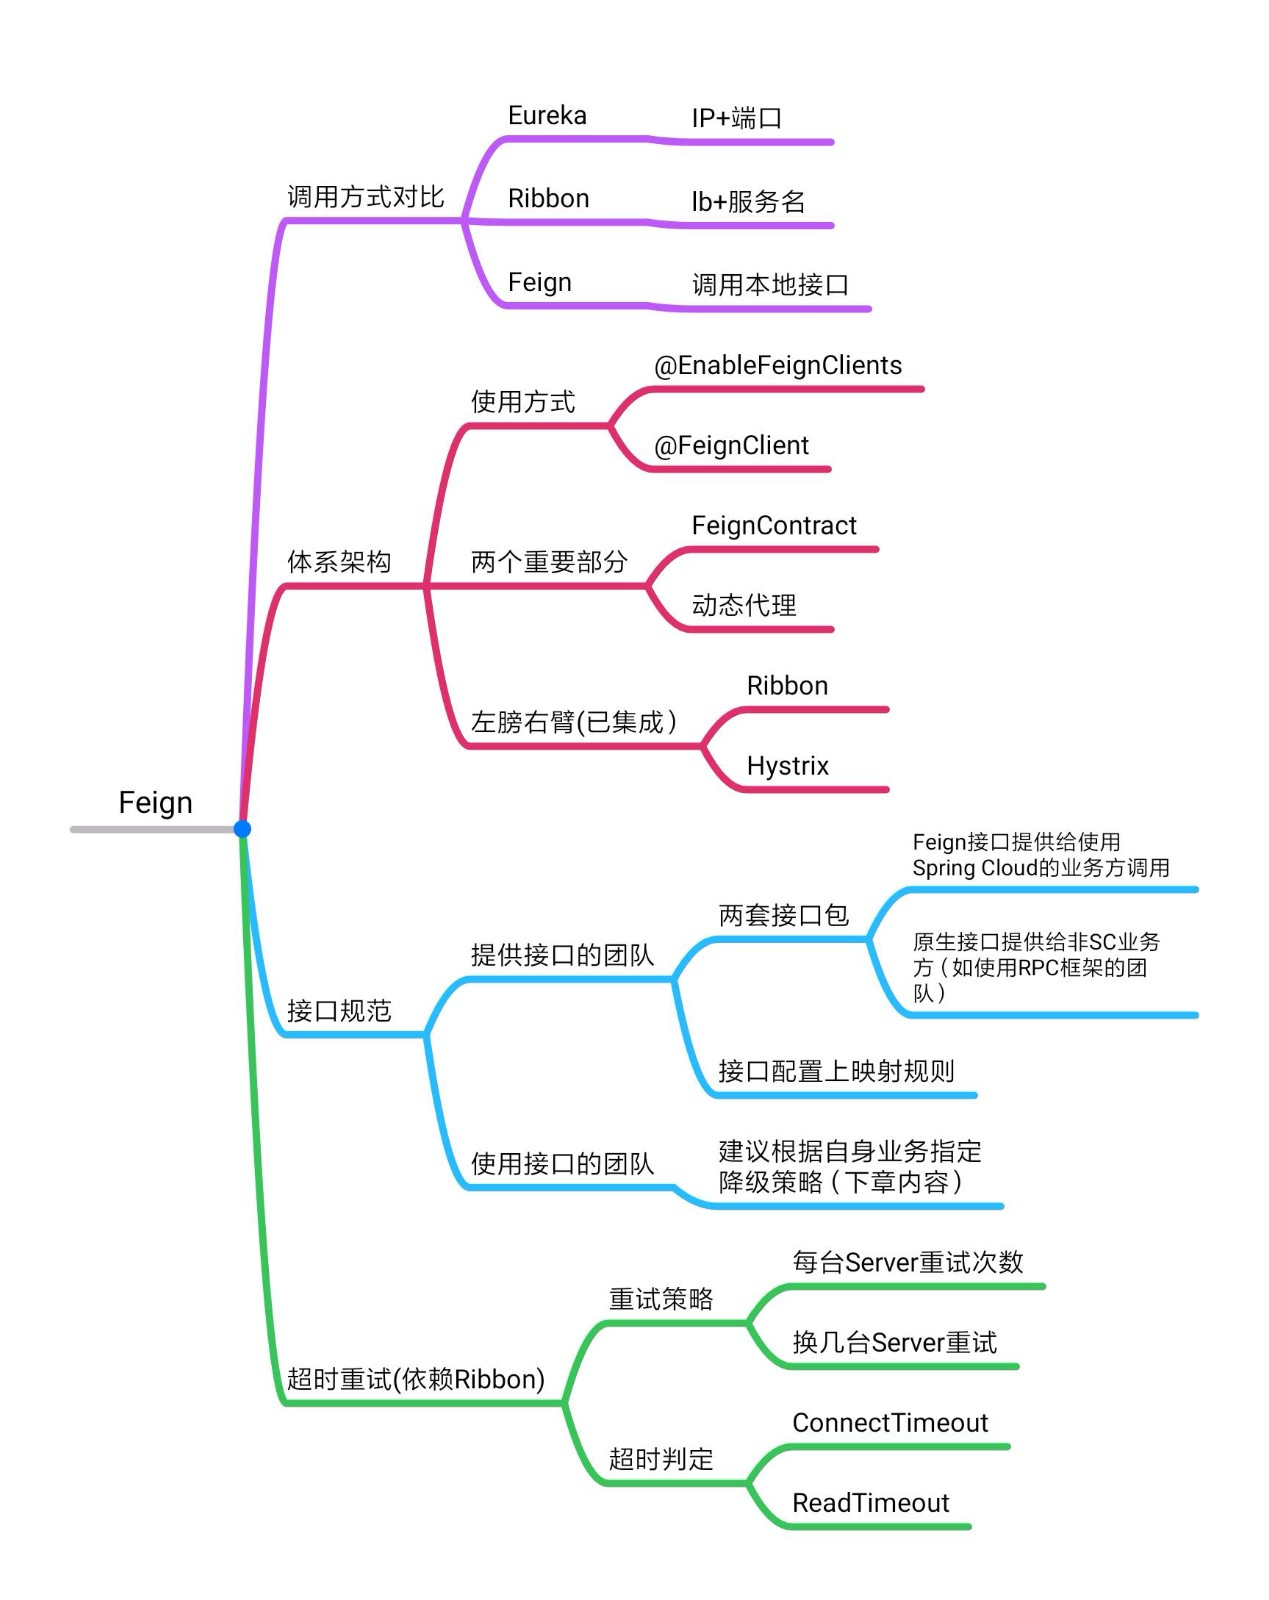 Eureka
IP+端口
调用方式对比
Ribbon
lb+服务名
Feign
调用本地接口
@EnableFeignClients
使用方式
@FeignClient
FeignContract
体系架构
两个重要部分
动态代理
Ribbon
左膀右臂(已集成）
Hystrix
Feign
Feign接口提供给使用
Spring Cloud的业务方调用
两套接口包
原生接口提供给非SC业务
方（如使用RPC框架的团
队）
提供接口的团队
接口规范
接口配置上映射规则
使用接口的团队
建议根据自身业务指定
降级策略（下章内容）
每台Server重试次数
重试策略
换几台Server重试
超时重试(依赖Ribbon)
ConnectTimeout
超时判定
ReadTimeout